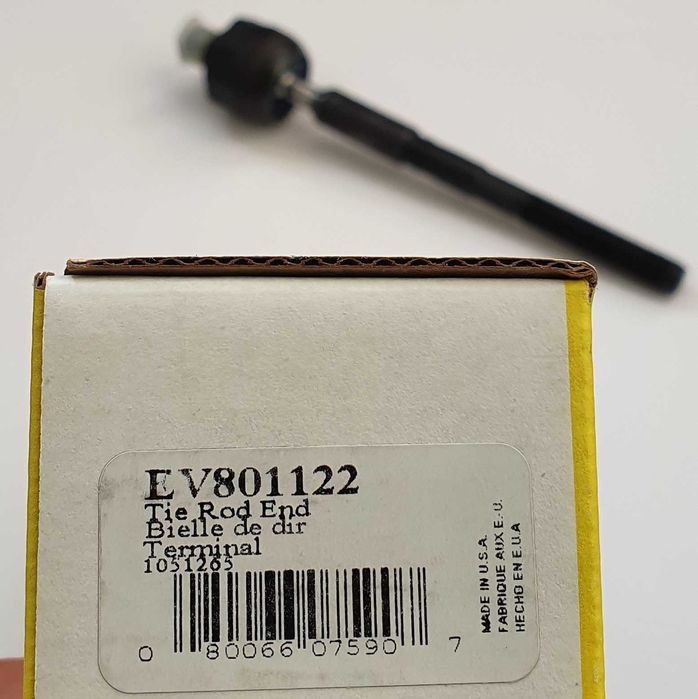 EV801122
Tie Rod End
Bielle de dir
Terminal
1051265
0 80066 07590 7
MADE IN U.S.A.
FABRIQUE AUX E.U.
HECHO EN E.U.A